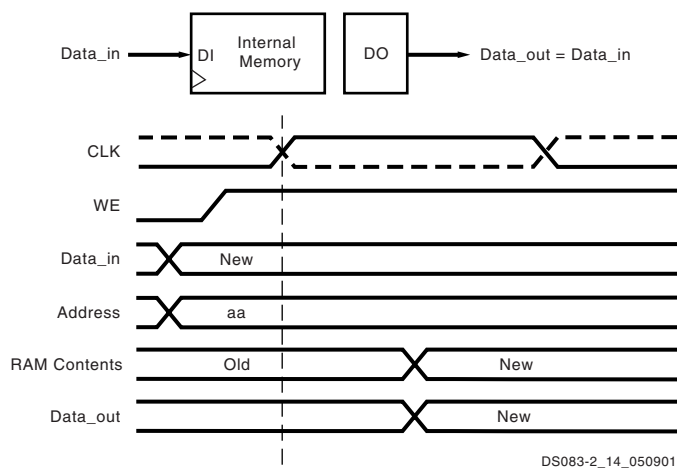 Data_in
DI
Internal
Memory
DO
Data_out = Data_in
CLK
WE
Data_in
New
Address
aa
RAM Contents
Old
New
Data_out
New
DS083-2_14_050901